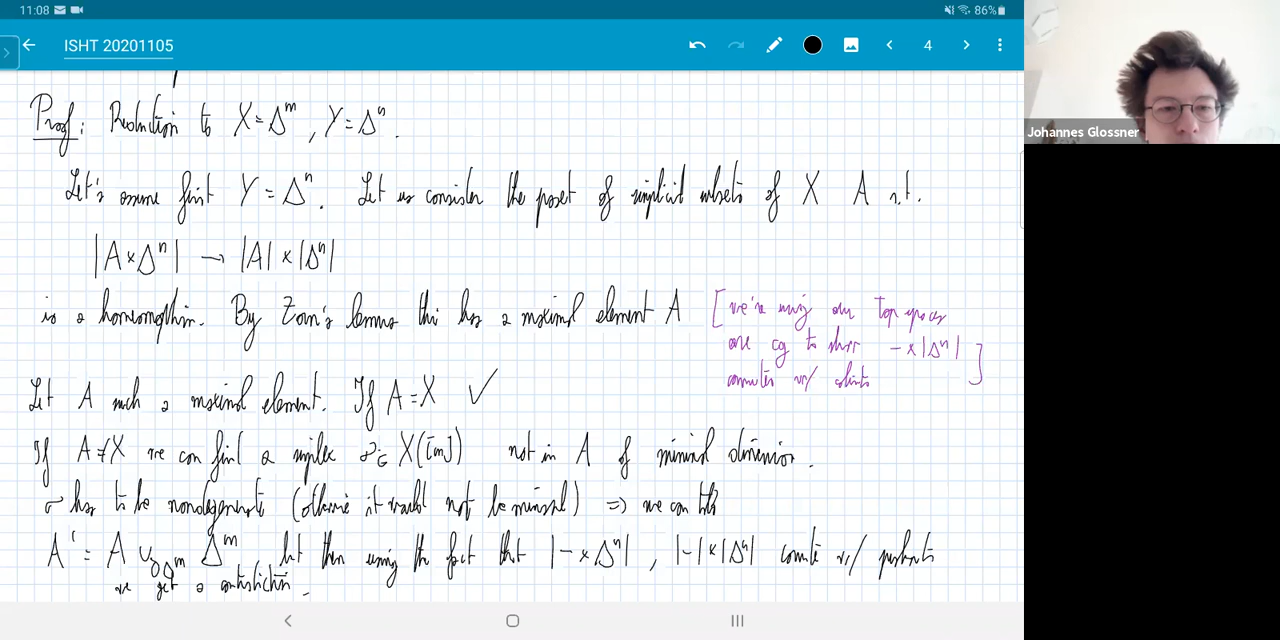 11:08
86%
ISHT 20201105
4
Johannes Glossner
Proof: Reduction to X = Δ^m, Y = Δ^n.
Let's assume first Y = Δ^n. Let us consider the poset of simplicial subsets of X A s.t.
|A × Δ^n| → |A| × |Δ^n|
is a homeomorphism. By Zorn's lemma this has a maximal element A
[we're using our top spaces
are cg to show - × |Δ^n|
commutes w/ colimits]
Let A such a maximal element. If A = X ✓
If A ≠ X we can find a simplex σ ∈ X([m]) not in A of minimal dimension.
σ has to be nondegenerate (otherwise it would not be minimal) ⇒ we can take
A' = A ∪_{∂Δ^m} Δ^m but then using the fact that |- × Δ^n|, |-| × |Δ^n| commute w/ pushouts
we get a contradiction.